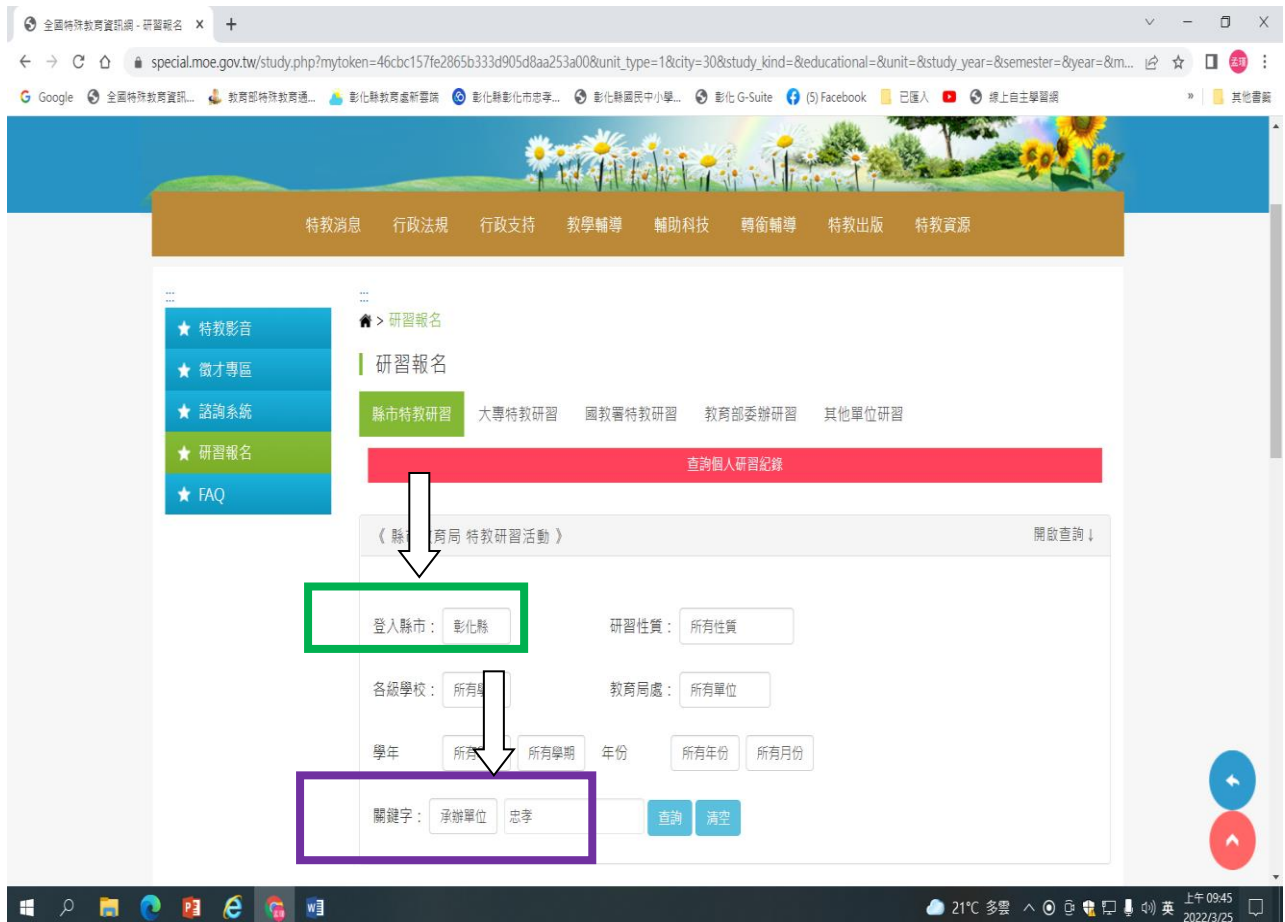 全國特殊教育資訊網 - 研習報名
special.moe.gov.tw/study.php?mytoken=46cbc157fe2865b333d905d8aa253a00&unit_type=1&city=30&study_kind=&educational=&unit=&study_year=&semester=&year=&m...
Google 全國特殊教育資訊... 教育部特殊教育通... 彰化縣教育處新雲端 彰化縣彰化市忠孝... 彰化縣國民中小學... 彰化 G-Suite (5) Facebook 已匯入 線上自主學習網 » 其他書籤
特教消息 行政法規 行政支持 教學輔導 輔助科技 轉銜輔導 特教出版 特教資源
:::
★ 特教影音
★ 徵才專區
★ 諮詢系統
★ 研習報名
★ FAQ
:::
> 研習報名
研習報名
縣市特教研習 大專特教研習 國教署特教研習 教育部委辦研習 其他單位研習
查詢個人研習紀錄
《 縣 育局 特教研習活動 》 開啟查詢↓
登入縣市： 彰化縣 研習性質： 所有性質
各級學校： 所有 教育局處： 所有單位
學年 所有 所有學期 年份 所有年份 所有月份
關鍵字： 承辦單位 忠孝 查詢 清空
21°C 多雲 英 上午 09:45
2022/3/25